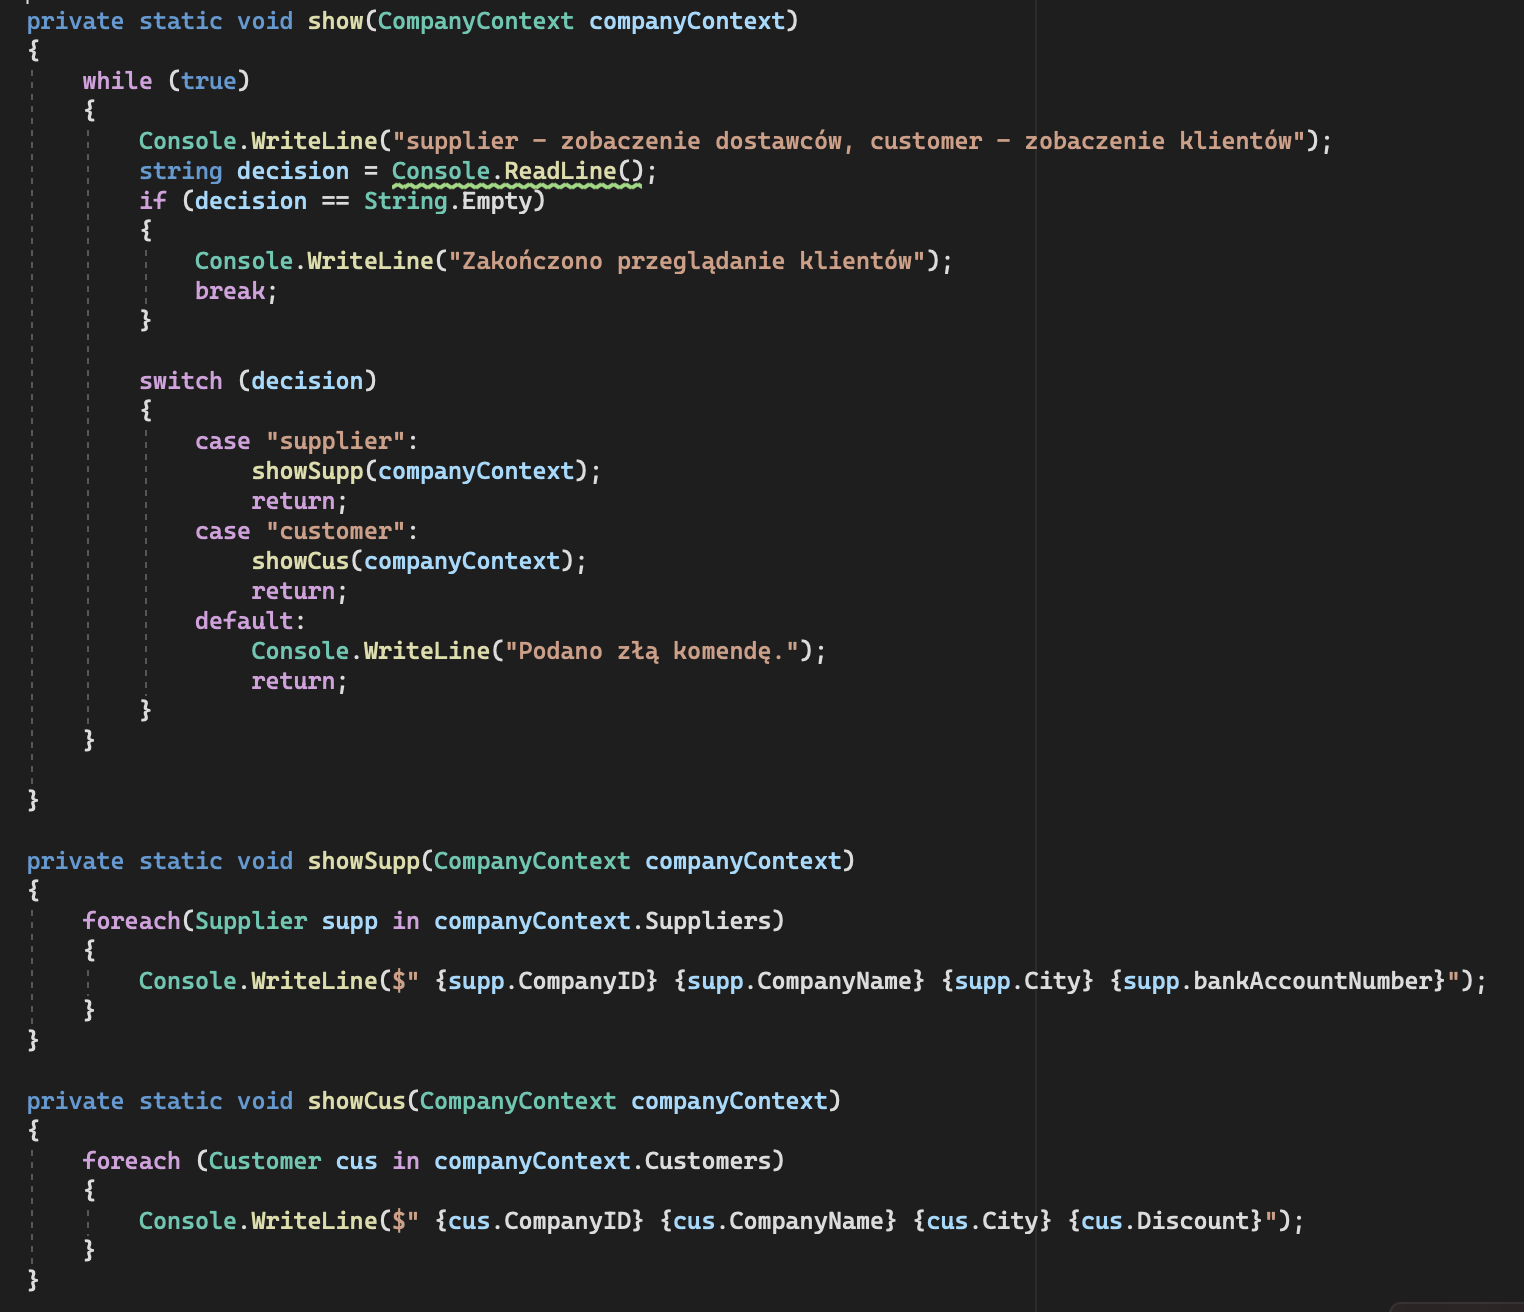 private static void show(CompanyContext companyContext)
{
    while (true)
    {
        Console.WriteLine("supplier - zobaczenie dostawców, customer - zobaczenie klientów");
        string decision = Console.ReadLine();
        if (decision == String.Empty)
        {
            Console.WriteLine("Zakończono przeglądanie klientów");
            break;
        }

        switch (decision)
        {
            case "supplier":
                showSupp(companyContext);
                return;
            case "customer":
                showCus(companyContext);
                return;
            default:
                Console.WriteLine("Podano złą komendę.");
                return;
        }
    }

}

private static void showSupp(CompanyContext companyContext)
{
    foreach(Supplier supp in companyContext.Suppliers)
    {
        Console.WriteLine($" {supp.CompanyID} {supp.CompanyName} {supp.City} {supp.bankAccountNumber}");
    }
}

private static void showCus(CompanyContext companyContext)
{
    foreach (Customer cus in companyContext.Customers)
    {
        Console.WriteLine($" {cus.CompanyID} {cus.CompanyName} {cus.City} {cus.Discount}");
    }
}